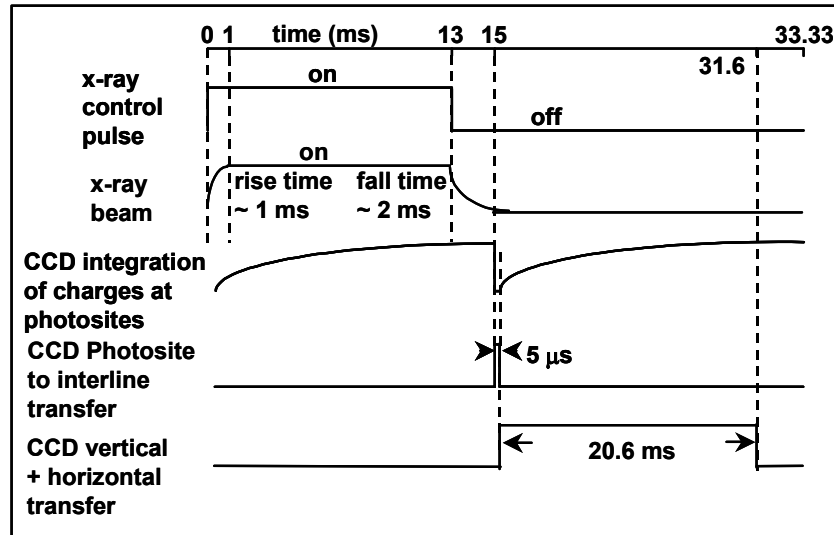 0 1 time (ms) 13 15 33.33
31.6
x-ray
control
pulse
on
off
x-ray
beam
on
rise time
~ 1 ms
fall time
~ 2 ms
CCD integration
of charges at
photosites
CCD Photosite
to interline
transfer
5 μs
CCD vertical
+ horizontal
transfer
20.6 ms